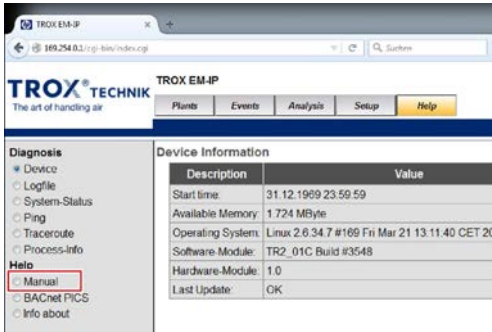 TROX EM-IP
169.254.0.1/cgi-bin/index.cgi
Suchen
TROX® TECHNIK
The art of handling air
TROX EM-IP
Plants
Events
Analysis
Setup
Help
Diagnosis
Device
Logfile
System-Status
Ping
Traceroute
Process-Info
Help
Manual
BACnet PICS
Info about
Device Information
Description Value
Start time: 31.12.1969 23:59:59
Available Memory: 1.724 MByte
Operating System: Linux 2.6.34.7 #169 Fri Mar 21 13.11.40 CET 20
Software-Module: TR2_01C Build #3548
Hardware-Module: 1.0
Last Update: OK